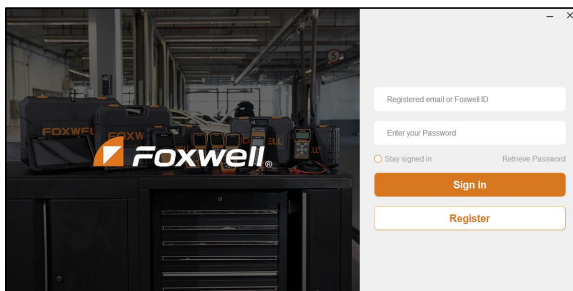 FOXWELL
FOXW
Foxwell®
Registered email or Foxwell ID
Enter your Password
Stay signed in
Retrieve Password
Sign in
Register